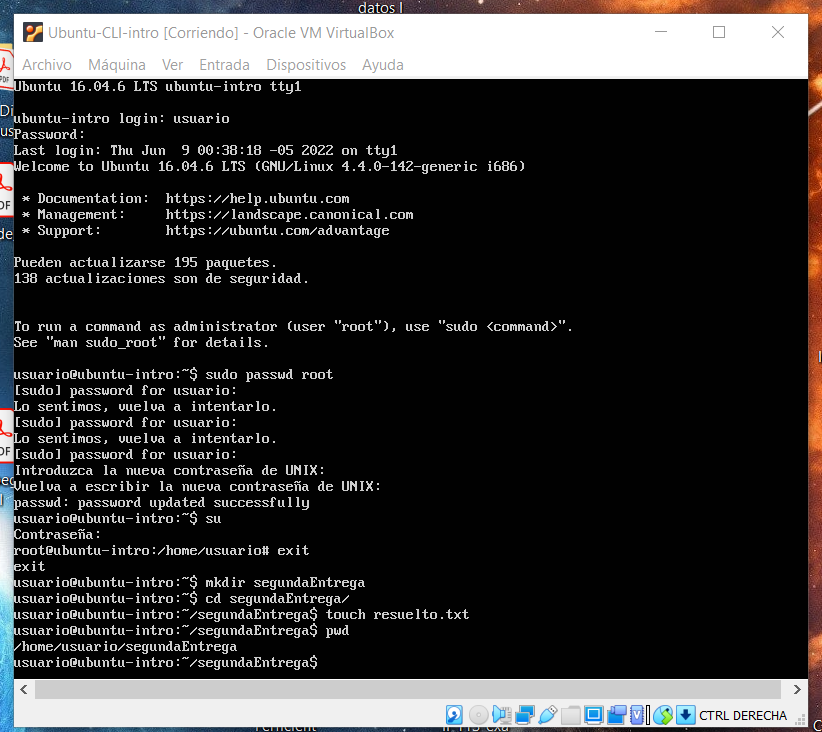 datos I
Ubuntu-CLI-intro [Corriendo] - Oracle VM VirtualBox
Archivo Máquina Ver Entrada Dispositivos Ayuda
Ubuntu 16.04.6 LTS ubuntu-intro tty1
ubuntu-intro login: usuario
Password:
Last login: Thu Jun  9 00:38:18 -05 2022 on tty1
Welcome to Ubuntu 16.04.6 LTS (GNU/Linux 4.4.0-142-generic i686)
* Documentation:  https://help.ubuntu.com
* Management:     https://landscape.canonical.com
* Support:        https://ubuntu.com/advantage
Pueden actualizarse 195 paquetes.
138 actualizaciones son de seguridad.
To run a command as administrator (user "root"), use "sudo <command>".
See "man sudo_root" for details.
usuario@ubuntu-intro:~$ sudo passwd root
[sudo] password for usuario:
Lo sentimos, vuelva a intentarlo.
[sudo] password for usuario:
Lo sentimos, vuelva a intentarlo.
[sudo] password for usuario:
Introduzca la nueva contraseña de UNIX:
Vuelva a escribir la nueva contraseña de UNIX:
passwd: password updated successfully
usuario@ubuntu-intro:~$ su
Contraseña:
root@ubuntu-intro:/home/usuario# exit
exit
usuario@ubuntu-intro:~$ mkdir segundaEntrega
usuario@ubuntu-intro:~$ cd segundaEntrega/
usuario@ubuntu-intro:~/segundaEntrega$ touch resuelto.txt
usuario@ubuntu-intro:~/segundaEntrega$ pwd
/home/usuario/segundaEntrega
usuario@ubuntu-intro:~/segundaEntrega$
CTRL DERECHA